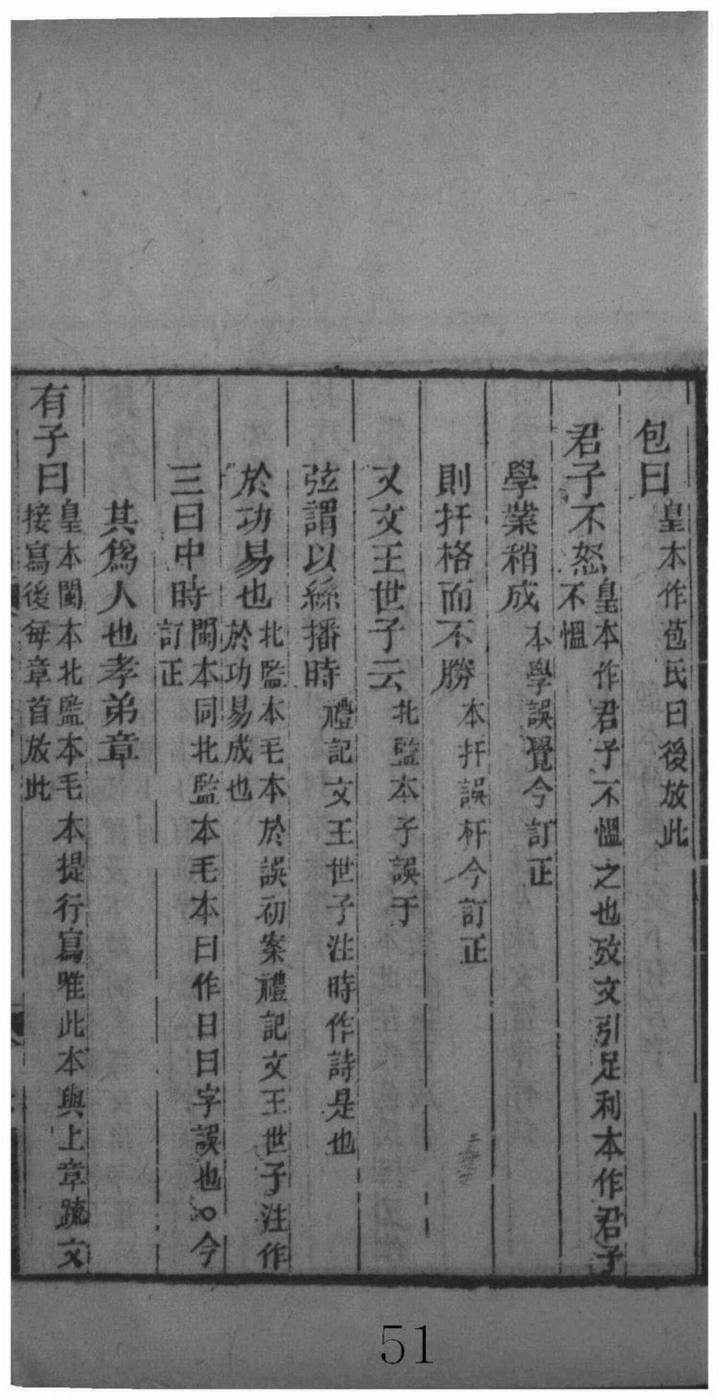 包曰皇本作苞氏曰後放此
君子不怒皇本作君子不慍之也攷文引足利本作君子不慍
學業稍成本學誤覺今訂正
則扞格而不勝本扞誤杆今訂正
又文王世子云北監本子誤于
弦謂以絲播時禮記文王世子注時作詩是也
於功易也北監本毛本於誤初案禮記文王世子注作於功易成也
三曰中時閩本同北監本毛本曰作日曰字誤也○今訂正
其爲人也孝弟章
有子曰皇本閩本北監本毛本提行寫唯此本與上章疏文接寫後每章首放此
51